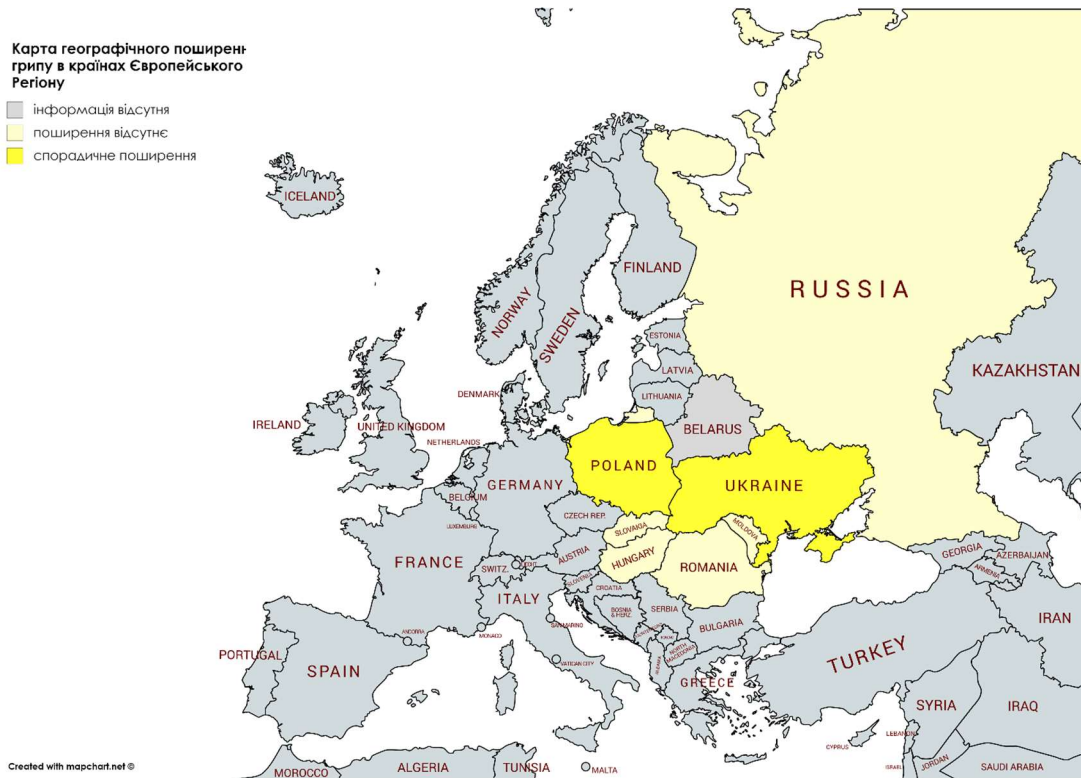 Карта географічного поширенн
грипу в країнах Європейського
Регіону
інформація відсутня
поширення відсутнє
спорадичне поширення
ICELAND
NORWAY
SWEDEN
FINLAND
RUSSIA
ESTONIA
LATVIA
LITHUANIA
KAZAKHSTAN
DENMARK
IRELAND
UNITED KINGDOM
BELARUS
NETHERLANDS
POLAND
GERMANY
UKRAINE
BELGIUM
CZECH REP.
LUXEMBURG
SLOVAKIA
MOLDOVA
FRANCE
AUSTRIA
HUNGARY
SWITZ.
ROMANIA
GEORGIA
AZERBAIJAN
ARMENIA
SLOVENIA
CROATIA
ITALY
BOSNIA
& HERZ.
SERBIA
SAN MARINO
BULGARIA
IRAN
ANDORRA
MONACO
NORTH
MACEDONIA
TURKEY
PORTUGAL
SPAIN
VATICAN CITY
GREECE
SYRIA
IRAQ
LEBANON
CYPRUS
JORDAN
ISRAEL
SAUDI ARABIA
MOROCCO
ALGERIA
TUNISIA
MALTA
Created with mapchart.net ©